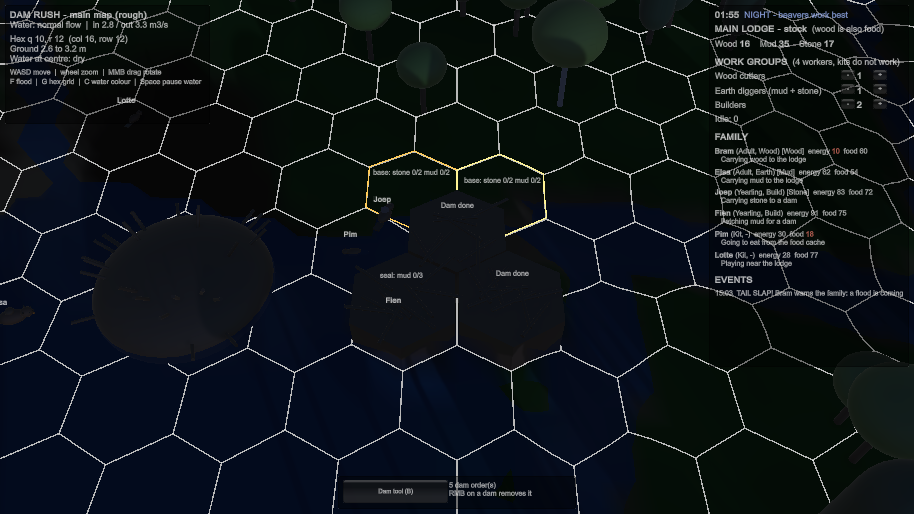 DAM RUSH - main map (rough)
Water: normal flow | in 2.8 / out 3.3 m3/s
Hex q 10, r 12 (col 16, row 12)
Ground 2.6 to 3.2 m
Water at centre: dry
WASD move | wheel zoom | MMB drag rotate
F flood | G hex grid | C water colour | Space pause water
Lotte
base: stone 0/2 mud 0/2
base: stone 0/2 mud 0/2
Joep
Dam done
Pim
seal: mud 0/3
Dam done
Fien
sa
Dam tool (B)
5 dam order(s)
RMB on a dam removes it
01:55 NIGHT - beavers work best
MAIN LODGE - stock (wood is also food)
Wood 16 Mud 35 Stone 17
WORK GROUPS (4 workers, kits do not work)
Wood cutters - 1 +
Earth diggers (mud + stone) - 1 +
Builders - 2 +
Idle: 0
FAMILY
Bram (Adult, Wood) [Wood] energy 10 food 80
Carrying wood to the lodge
Elsa (Adult, Earth) [Mud] energy 62 food 54
Carrying mud to the lodge
Joep (Yearling, Build) [Stone] energy 83 food 72
Carrying stone to a dam
Fien (Yearling, Build) energy 91 food 75
Fetching mud for a dam
Pim (Kit, -) energy 30 food 18
Going to eat from the food cache
Lotte (Kit, -) energy 28 food 77
Playing near the lodge
EVENTS
15:03 TAIL SLAP! Bram warns the family: a flood is coming